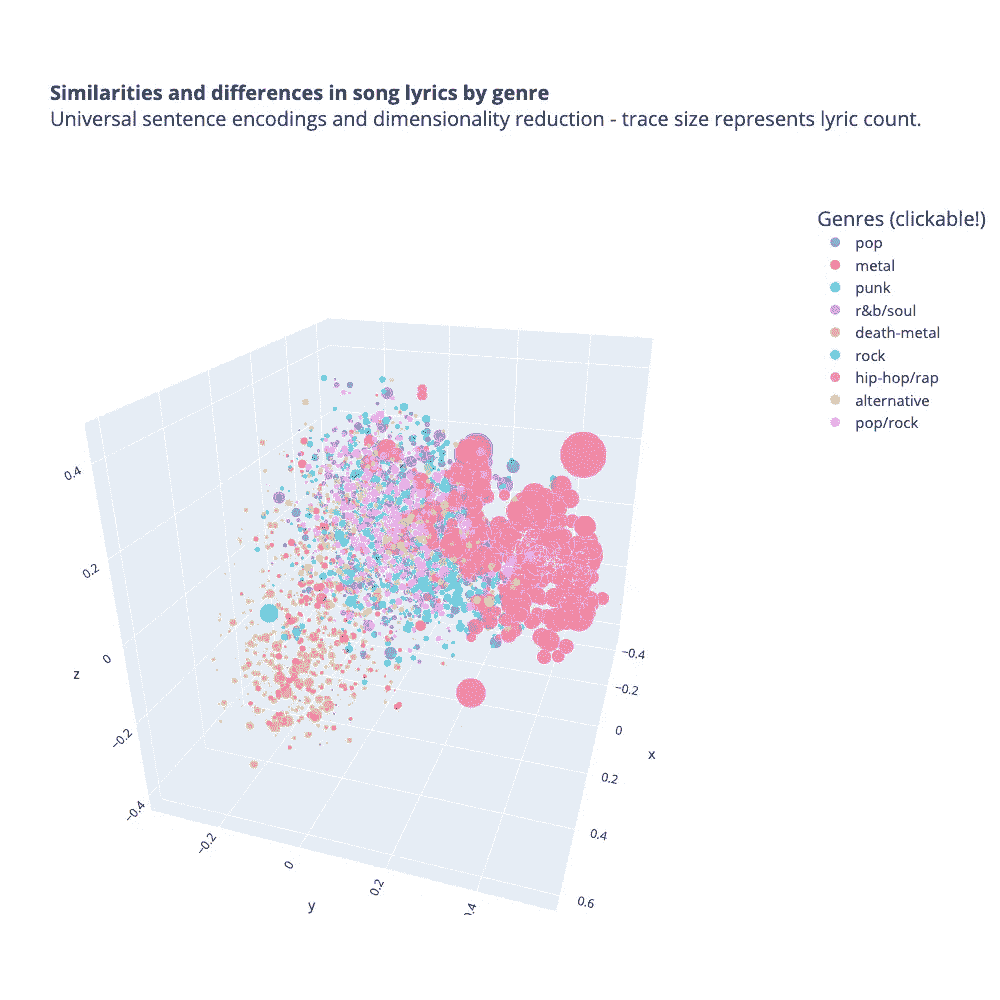 Similarities and differences in song lyrics by genre
Universal sentence encodings and dimensionality reduction - trace size represents lyric count.
Genres (clickable!)
pop
metal
punk
r&b/soul
death-metal
rock
hip-hop/rap
alternative
pop/rock
0.4
0.2
0
z
−0.2
−0.4
−0.2
0
0.2
y
−0.4
−0.2
0
x
0.2
0.4
0.6